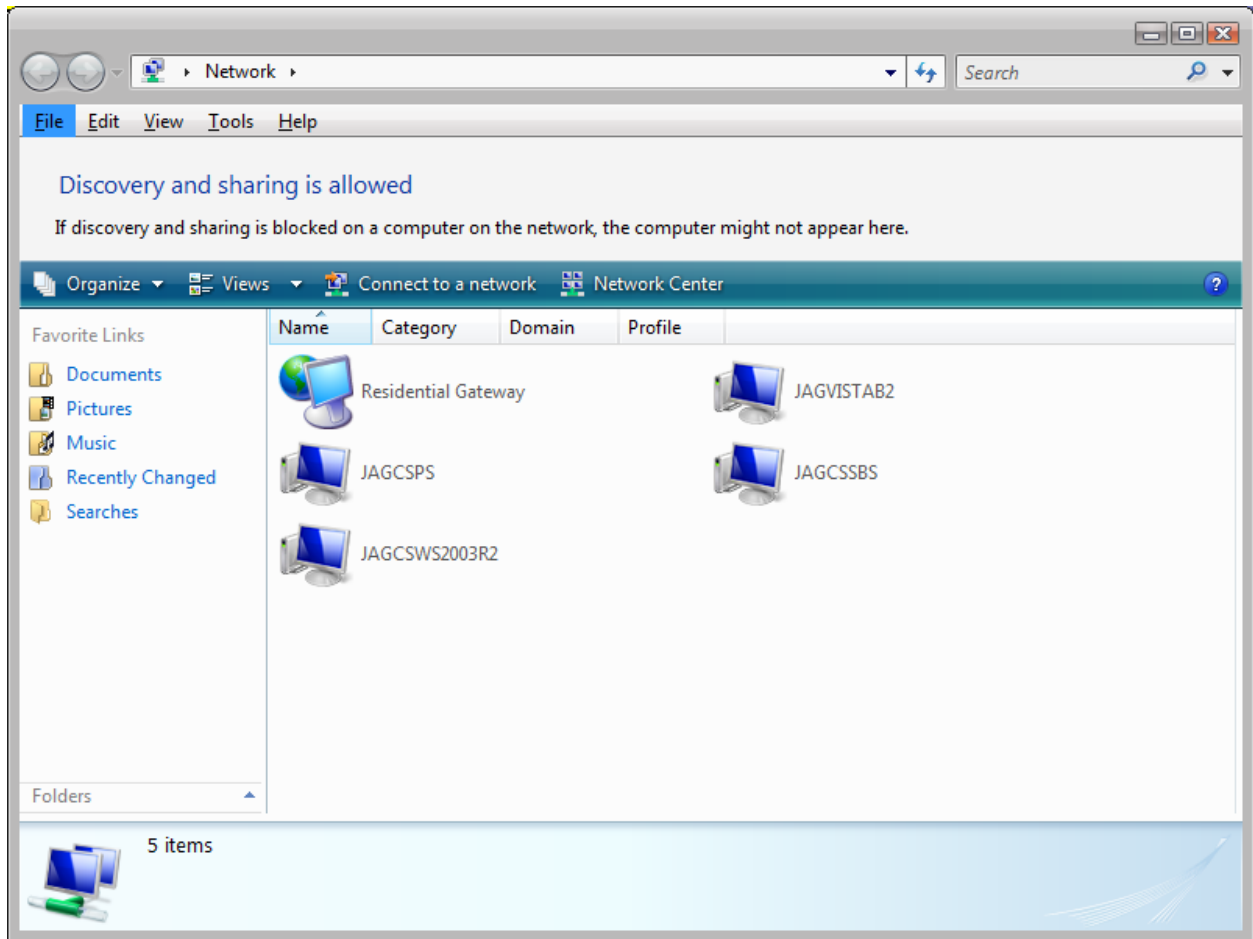 Network
Search
File Edit View Tools Help
Discovery and sharing is allowed
If discovery and sharing is blocked on a computer on the network, the computer might not appear here.
Organize Views Connect to a network Network Center ?
Favorite Links
Documents
Pictures
Music
Recently Changed
Searches
Folders
Name Category Domain Profile
Residential Gateway JAGVISTAB2
JAGCSPS JAGCSSBS
JAGCSWS2003R2
5 items